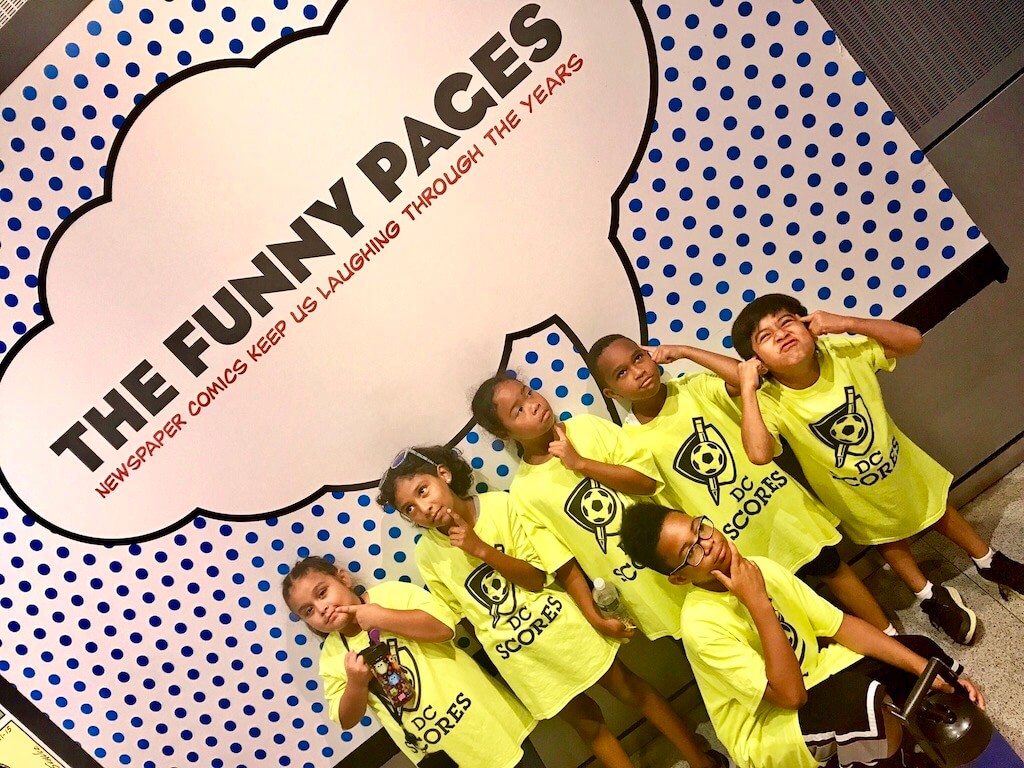 THE FUNNY PAGES
NEWSPAPER COMICS KEEP US LAUGHING THROUGH THE YEARS
DC
SCORES
DC
SCORES
DC
SCORES
DC
SCORES
DC
SCORES